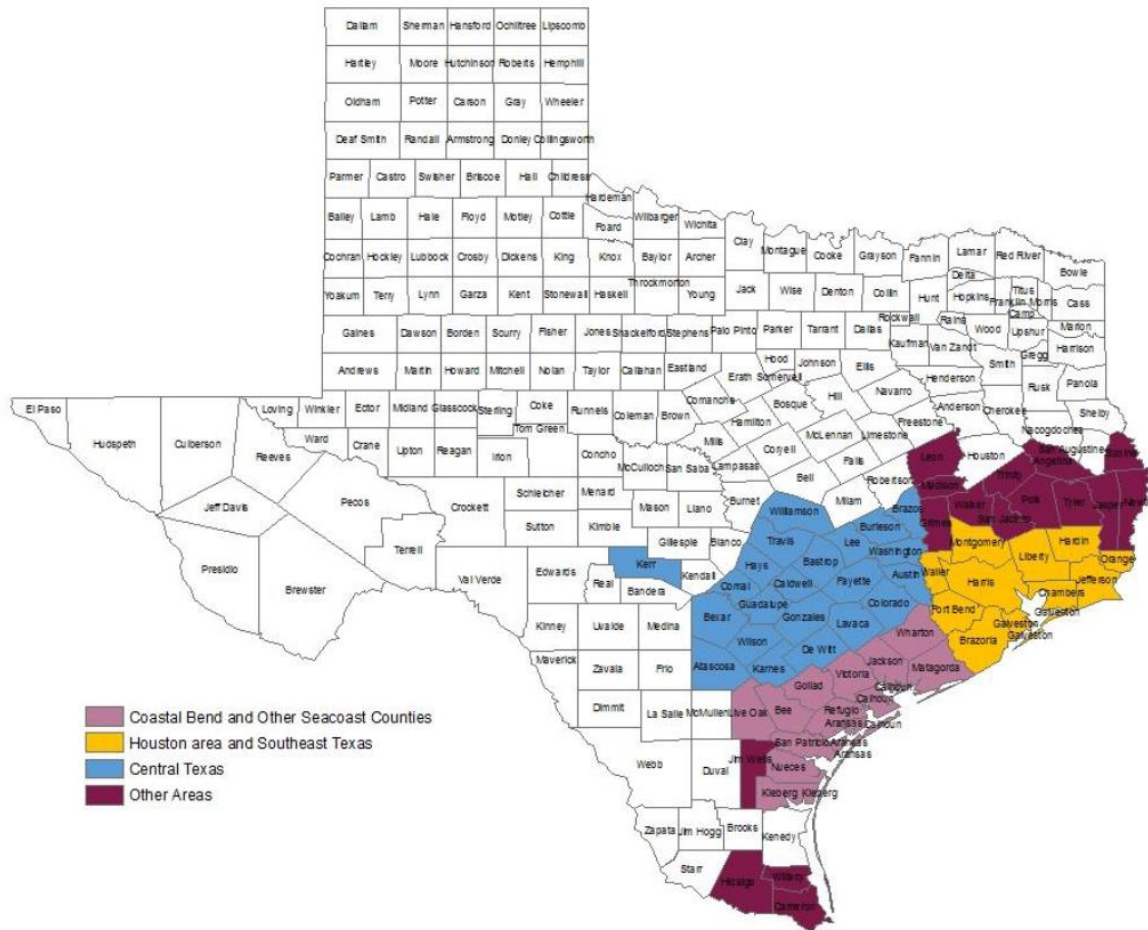 Dallam Sherman Hansford Ochiltree Lipscomb
Hartley Moore Hutchinson Roberts Hemphill
Oldham Potter Carson Gray Wheeler
Deaf Smith Randall Armstrong Donley Collingsworth
Parmer Castro Swisher Briscoe Hall Childress
Hardeman
Bailey Lamb Hale Floyd Motley Cottle Foard Wilbarger Wichita
Clay Montague Cooke Grayson Fannin Lamar Red River Bowie
Cochran Hockley Lubbock Crosby Dickens King Knox Baylor Archer
Delta Titus
Throckmorton
Yoakum Terry Lynn Garza Kent Stonewall Haskell Young Jack Wise Denton Collin Hunt Hopkins Franklin Morris Cass
Camp
Rockwall Rains Wood Upshur Marion
Gaines Dawson Borden Scurry Fisher Jones Shackelford Stephens Palo Pinto Parker Tarrant Dallas Kaufman Van Zandt Gregg Harrison
Hood Johnson Ellis Smith
Andrews Martin Howard Mitchell Nolan Taylor Callahan Eastland Erath Somervell Henderson Rusk Panola
Navarro
El Paso Loving Winkler Ector Midland Glasscock Sterling Coke Runnels Coleman Brown Comanche Bosque Hill Anderson Cherokee Shelby
Hamilton Freestone Nacogdoches
Tom Green
Hudspeth Culberson Reeves Ward Crane Upton Reagan Irion Concho Mills Coryell McLennan Limestone Leon Houston San Augustine Sabine
Angelina
McCulloch San Saba Lampasas Bell Falls Robertson Madison Trinity
Jeff Davis Pecos Crockett Schleicher Menard Mason Llano Burnet Milam Brazos Walker Polk Tyler Jasper
Williamson Grimes San Jacinto
Sutton Kimble Gillespie Blanco Travis Lee Burleson Montgomery Hardin
Terrell Washington Liberty Orange
Presidio Brewster Val Verde Edwards Kerr Kendall Hays Bastrop Austin Waller Harris Jefferson
Real Bandera Comal Caldwell Fayette Chambers
Guadalupe Colorado Fort Bend Galveston
Kinney Uvalde Medina Bexar Gonzales Lavaca Galveston
Wilson Wharton Brazoria Galveston
Maverick Zavala Frio Atascosa Karnes De Witt Jackson Matagorda
Goliad Victoria
Dimmit La Salle McMullen Live Oak Bee Refugio Calhoun
Calhoun
Calhoun
Aransas
San Patricio Aransas
Aransas
Webb Duval Jim Wells Nueces
Kleberg Kleberg
Zapata Jim Hogg Brooks Kenedy
Starr Hidalgo Willacy
Cameron
Coastal Bend and Other Seacoast Counties
Houston area and Southeast Texas
Central Texas
Other Areas